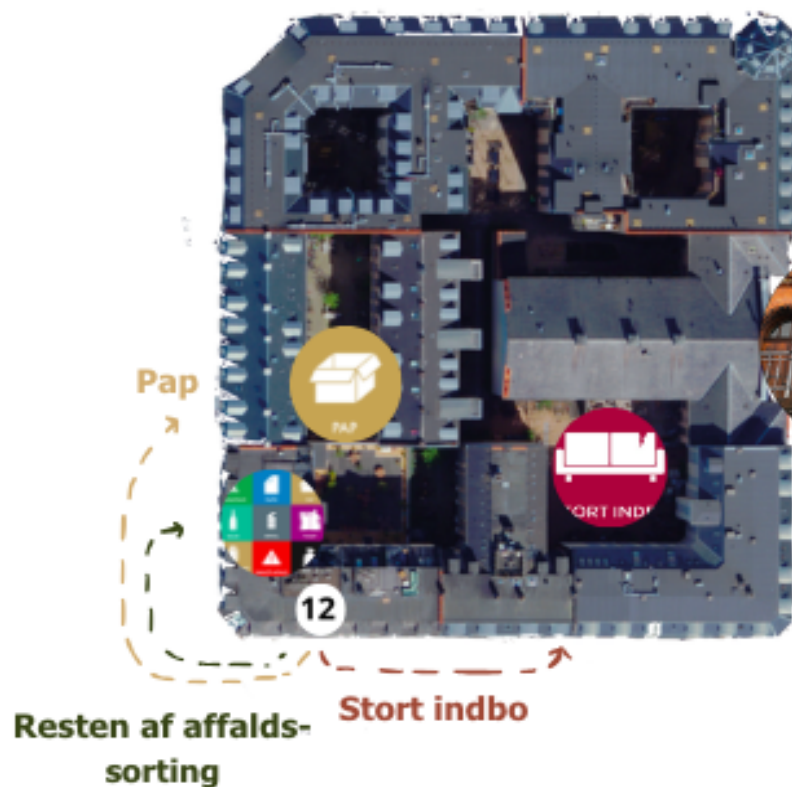 Pap
PAP
STORT INDB
12
Stort indbo
Resten af affalds-
sorting